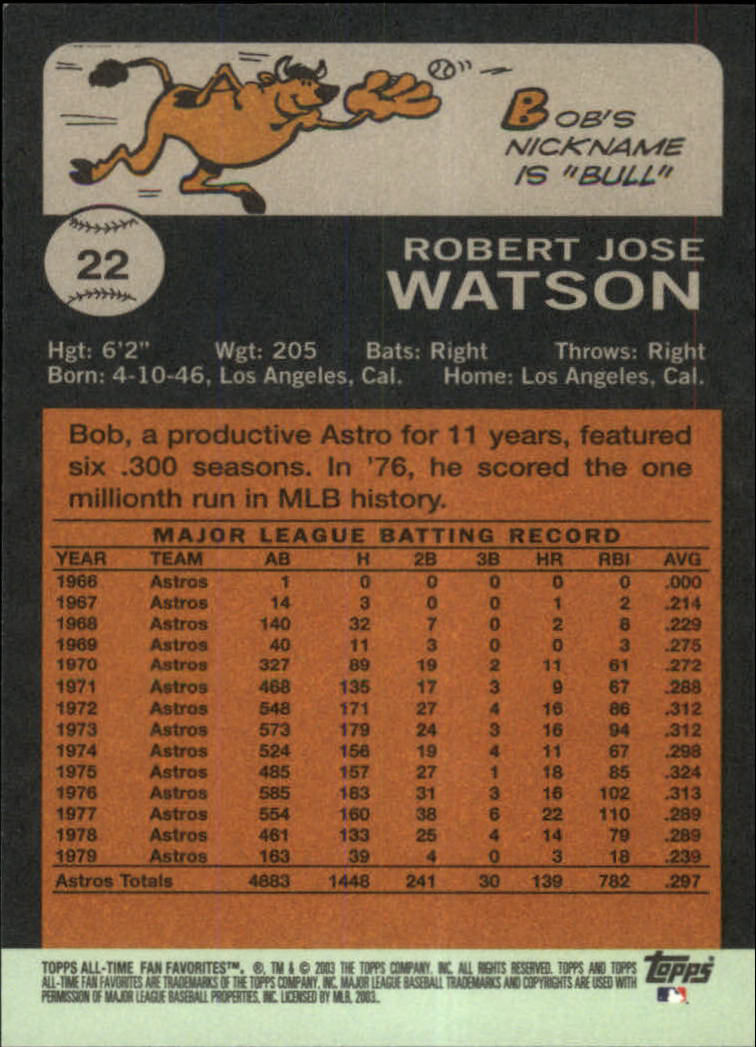 BOB'S
NICKNAME
IS "BULL"
22
ROBERT JOSE
WATSON
Hgt: 6'2" Wgt: 205 Bats: Right Throws: Right
Born: 4-10-46, Los Angeles, Cal. Home: Los Angeles, Cal.
Bob, a productive Astro for 11 years, featured
six .300 seasons. In '76, he scored the one
millionth run in MLB history.
MAJOR LEAGUE BATTING RECORD
YEAR TEAM AB H 2B 3B HR RBI AVG
1966 Astros 1 0 0 0 0 0 .000
1967 Astros 14 3 0 0 1 2 .214
1968 Astros 140 32 7 0 2 8 .229
1969 Astros 40 11 3 0 0 3 .275
1970 Astros 327 89 19 2 11 61 .272
1971 Astros 468 135 17 3 9 67 .288
1972 Astros 548 171 27 4 16 86 .312
1973 Astros 573 179 24 3 16 94 .312
1974 Astros 524 156 19 4 11 67 .298
1975 Astros 485 157 27 1 18 85 .324
1976 Astros 585 183 31 3 16 102 .313
1977 Astros 554 160 38 6 22 110 .289
1978 Astros 461 133 25 4 14 79 .289
1979 Astros 163 39 4 0 3 18 .239
Astros Totals 4883 1448 241 30 139 782 .297
TOPPS ALL-TIME FAN FAVORITES™. ®, TM & © 2003 THE TOPPS COMPANY, INC. ALL RIGHTS RESERVED. TOPPS AND TOPPS
ALL-TIME FAN FAVORITES ARE TRADEMARKS OF THE TOPPS COMPANY, INC. MAJOR LEAGUE BASEBALL TRADEMARKS AND COPYRIGHTS ARE USED WITH
PERMISSION OF MAJOR LEAGUE BASEBALL PROPERTIES, INC. LICENSED BY MLB, 2003.
topps